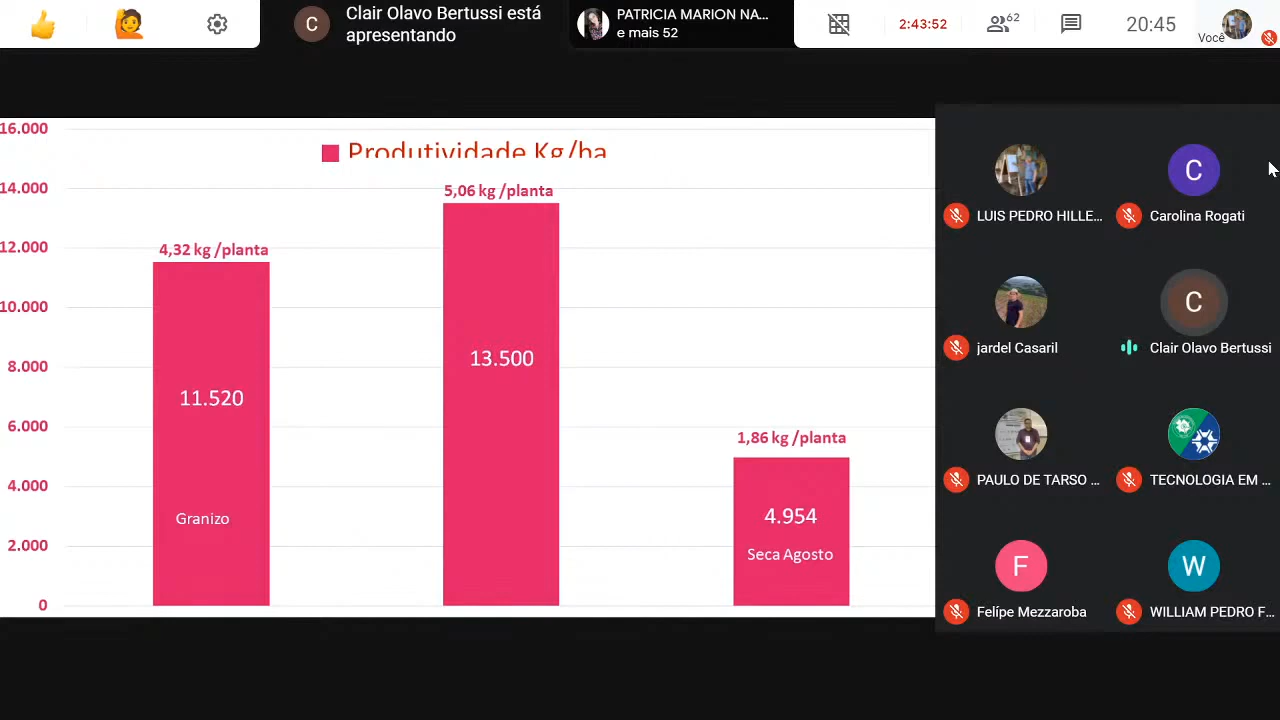 Clair Olavo Bertussi está
apresentando
C
PATRICIA MARION NA...
e mais 52
2:43:52
62
20:45
Você
16.000
14.000
12.000
10.000
8.000
6.000
4.000
2.000
0
Produtividade Kg/ha
4,32 kg /planta
11.520
Granizo
5,06 kg /planta
13.500
1,86 kg /planta
4.954
Seca Agosto
LUIS PEDRO HILLE...
C
Carolina Rogati
jardel Casaril
C
Clair Olavo Bertussi
PAULO DE TARSO ...
TECNOLOGIA EM ...
F
Felípe Mezzaroba
W
WILLIAM PEDRO F...